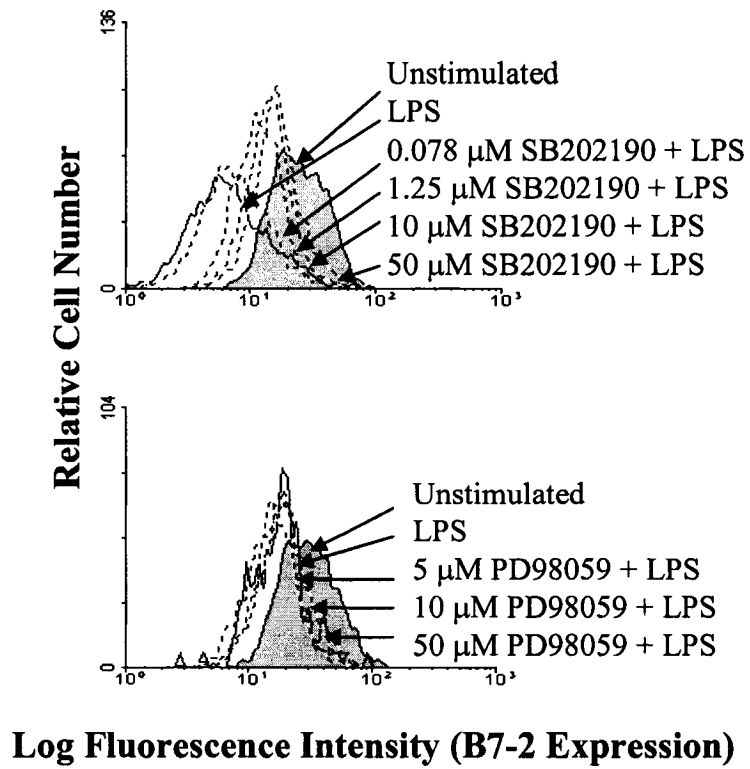 136
Unstimulated
LPS
0.078 μM SB202190 + LPS
1.25 μM SB202190 + LPS
10 μM SB202190 + LPS
50 μM SB202190 + LPS
0
10⁰ 10¹ 10² 10³
Relative Cell Number
104
Unstimulated
LPS
5 μM PD98059 + LPS
10 μM PD98059 + LPS
50 μM PD98059 + LPS
0
10⁰ 10¹ 10² 10³
Log Fluorescence Intensity (B7-2 Expression)